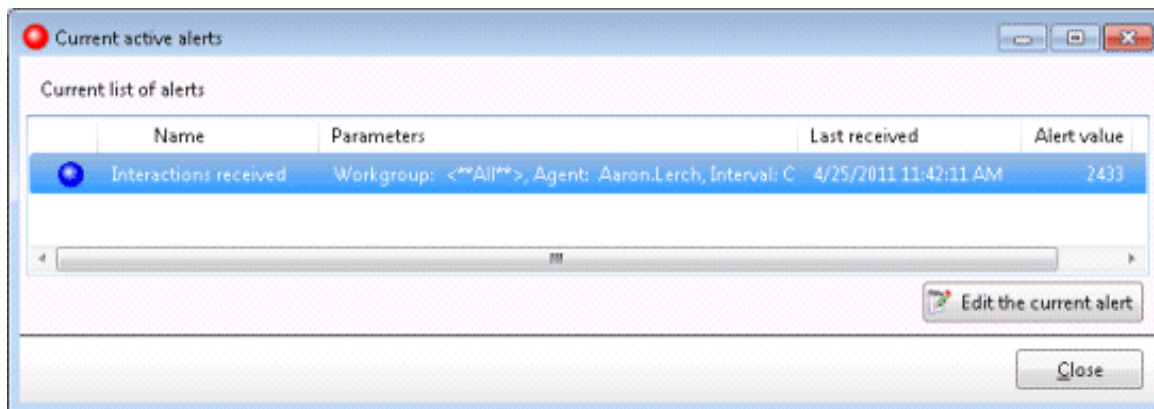 Current active alerts
Current list of alerts
Name Parameters Last received Alert value
Interactions received Workgroup: <**All**>, Agent: Aaron.Lerch, Interval: C 4/25/2011 11:42:11 AM 2433
Edit the current alert
Close